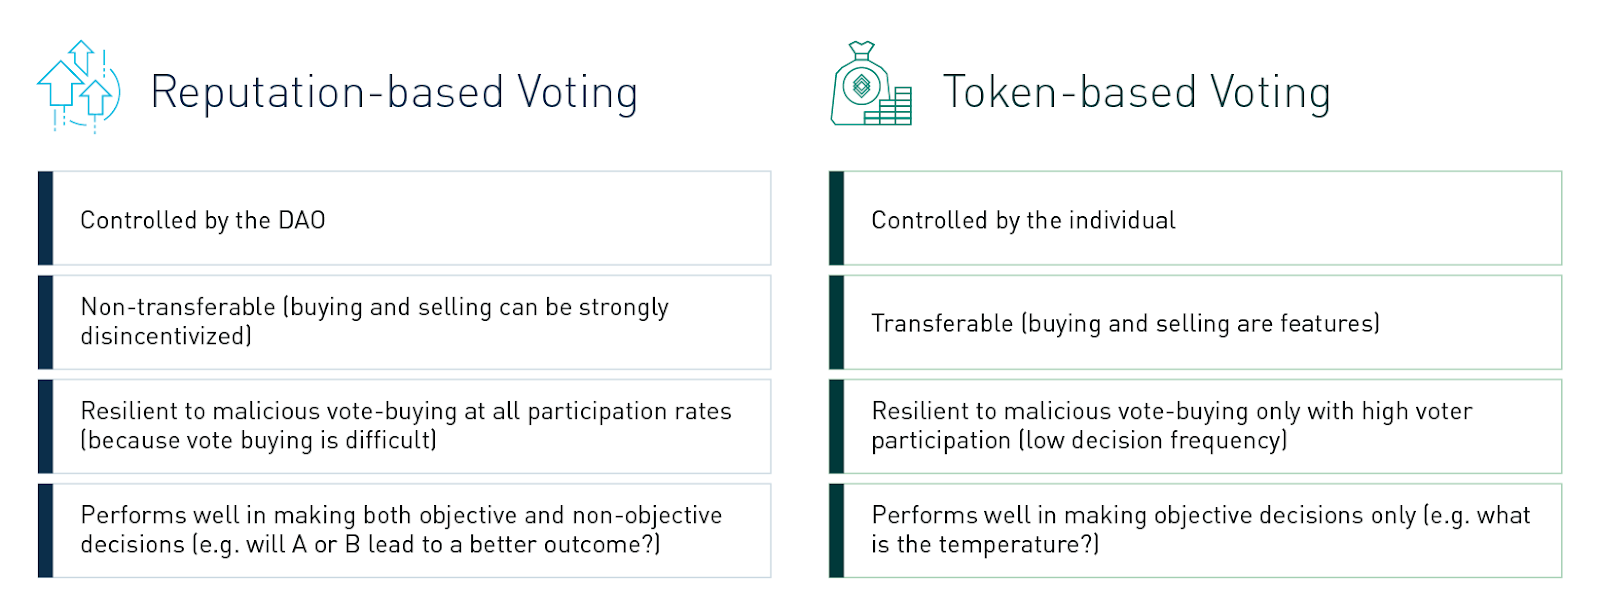 Reputation-based Voting
Controlled by the DAO
Non-transferable (buying and selling can be strongly
disincentivized)
Resilient to malicious vote-buying at all participation rates
(because vote buying is difficult)
Performs well in making both objective and non-objective
decisions (e.g. will A or B lead to a better outcome?)
Token-based Voting
Controlled by the individual
Transferable (buying and selling are features)
Resilient to malicious vote-buying only with high voter
participation (low decision frequency)
Performs well in making objective decisions only (e.g. what
is the temperature?)